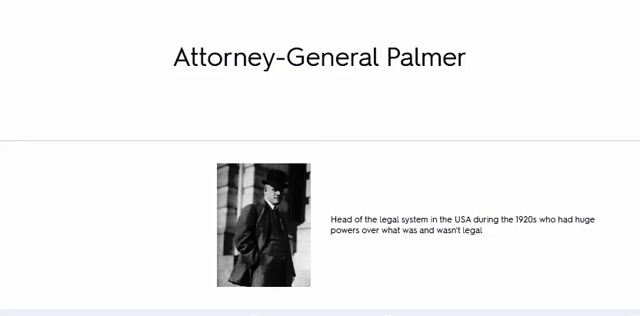 Attorney-General Palmer
Head of the legal system in the USA during the 1920s who had huge
powers over what was and wasn't legal